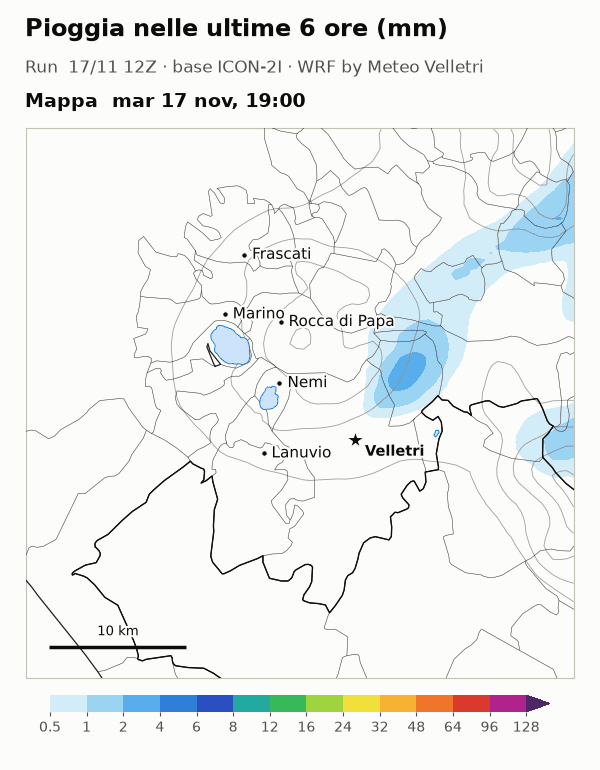 Pioggia nelle ultime 6 ore (mm)
Run 17/11 12Z · base ICON-2I · WRF by Meteo Velletri
Mappa mar 17 nov, 19:00
Frascati
Marino
Rocca di Papa
Nemi
Velletri
Lanuvio
10 km
0.5 1 2 4 6 8 12 16 24 32 48 64 96 128